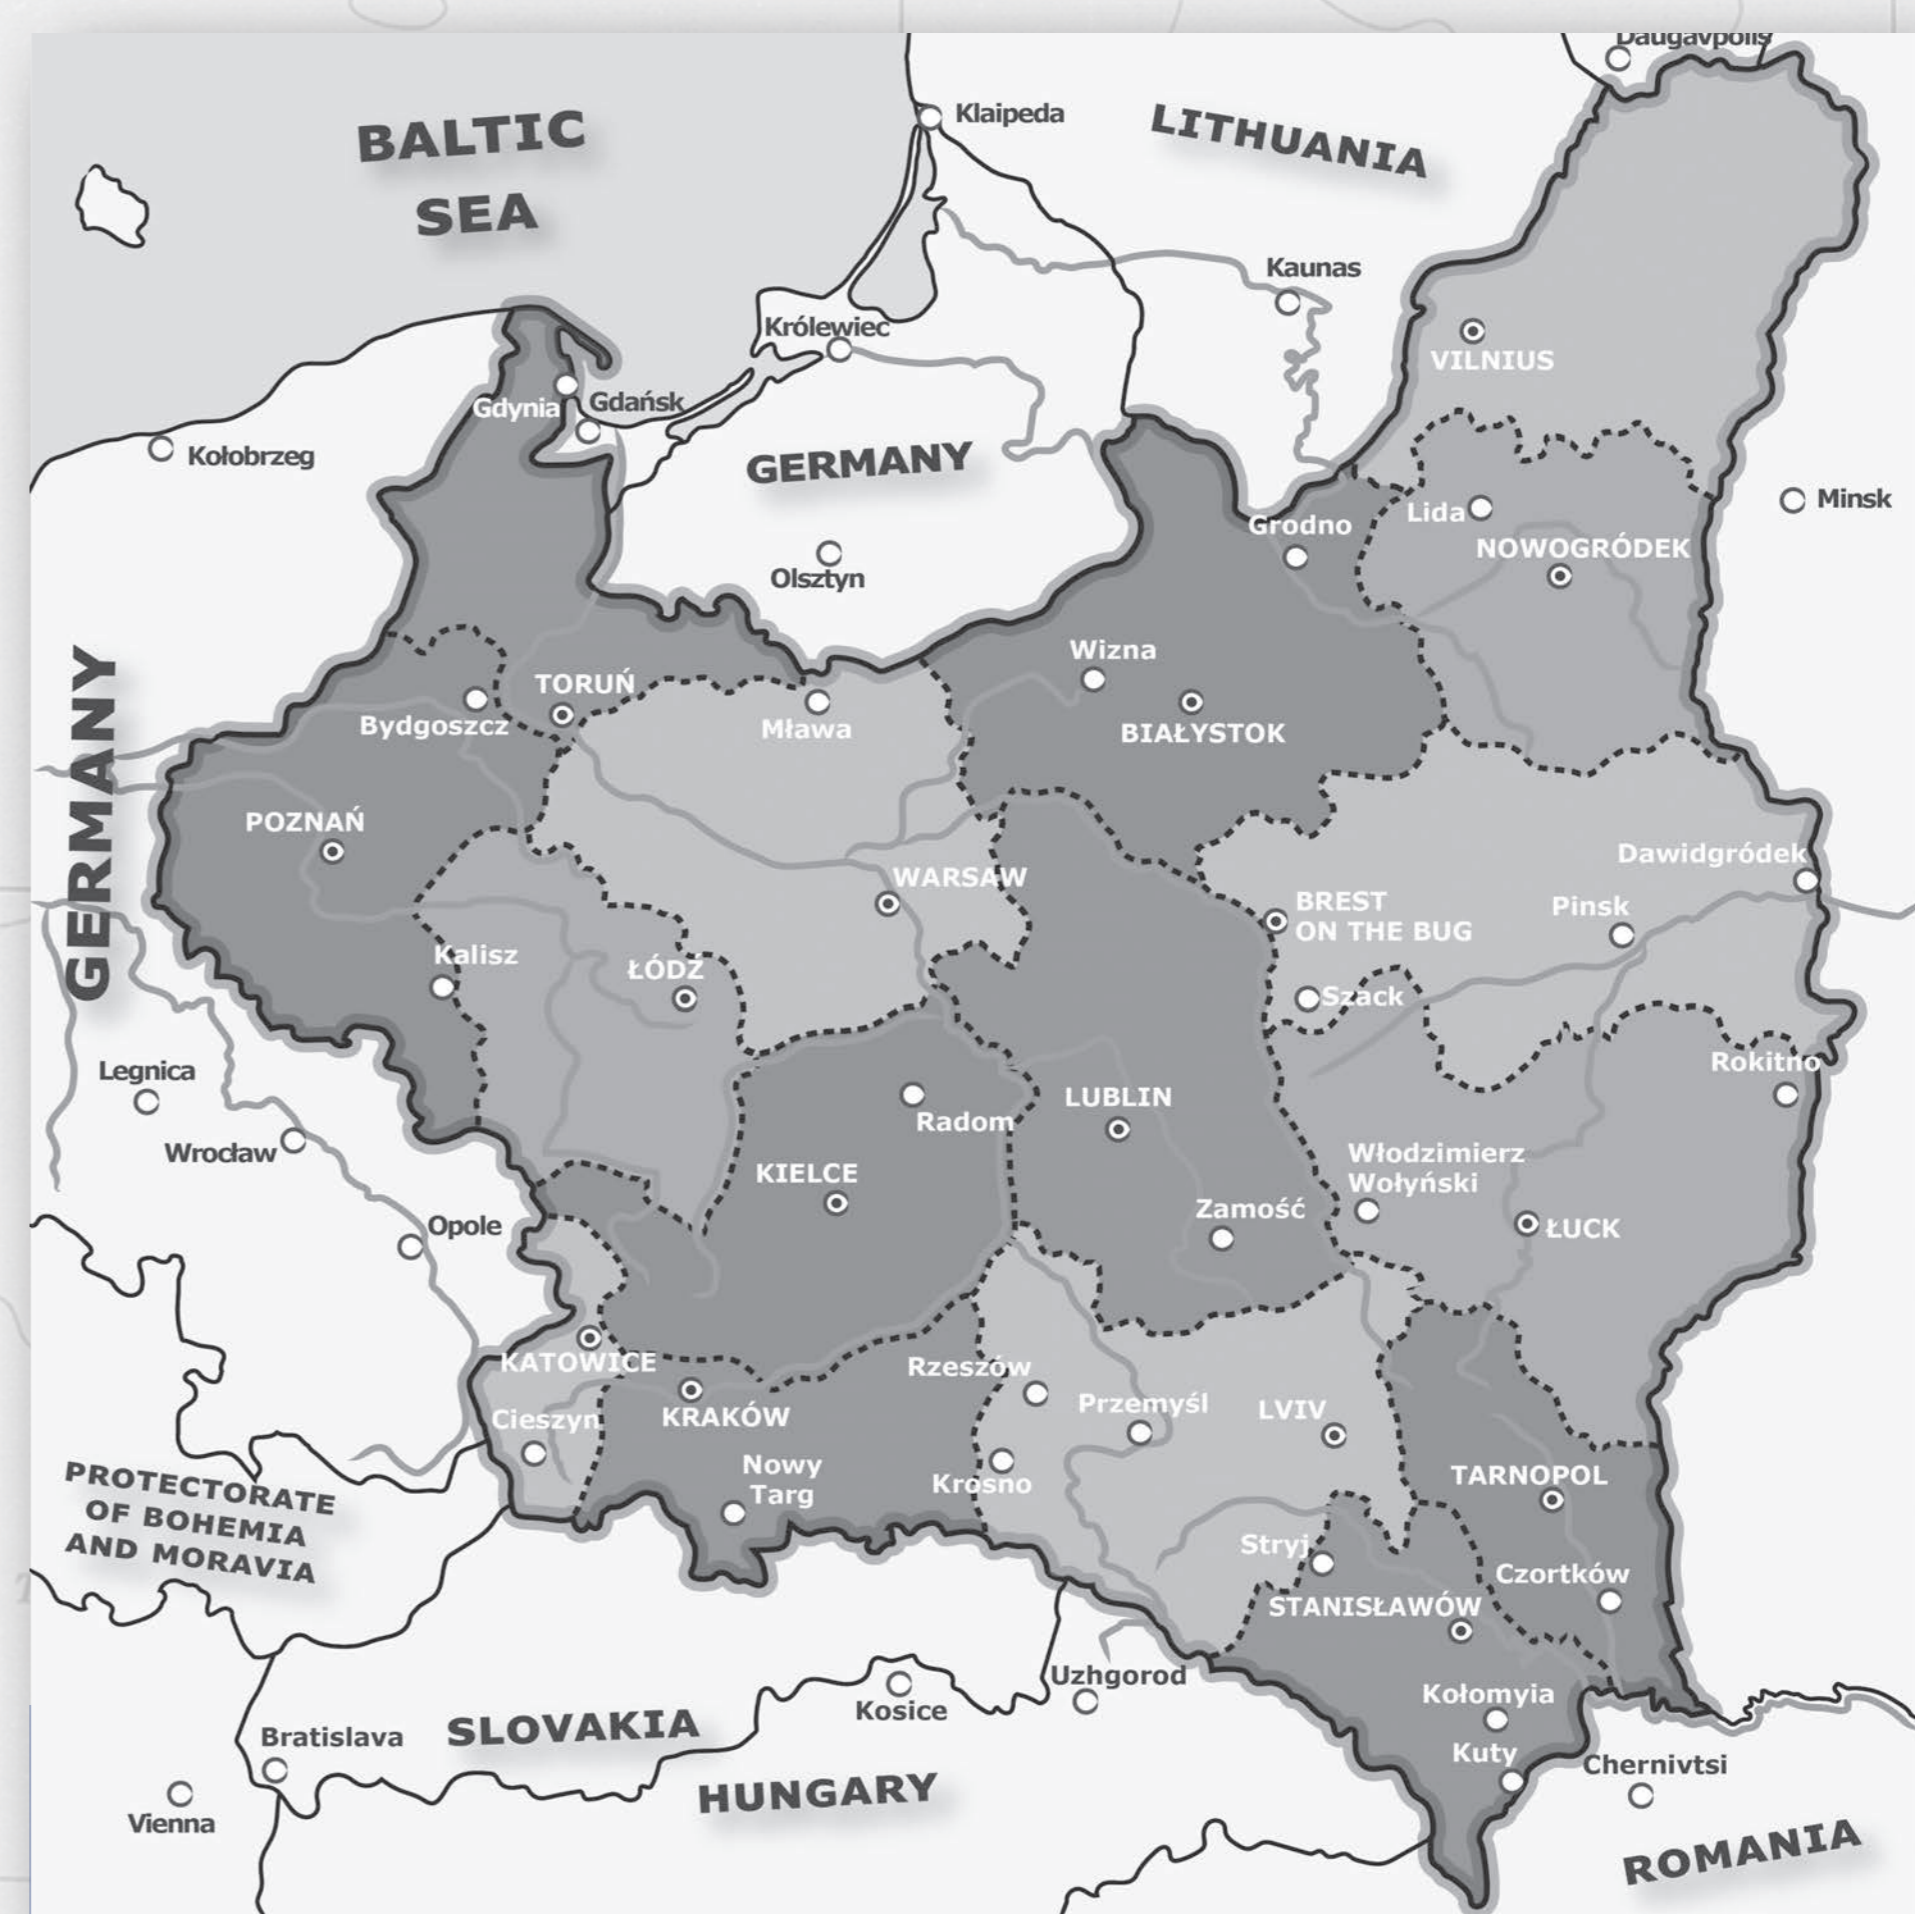 Daugavpolis
BALTIC
SEA
Klaipeda
LITHUANIA
Kaunas
Królewiec
VILNIUS
Gdynia
Gdańsk
Kołobrzeg
GERMANY
Minsk
Grodno
Lida
NOWOGRÓDEK
Olsztyn
GERMANY
Wizna
TORUŃ
Bydgoszcz
Mława
BIAŁYSTOK
POZNAŃ
WARSAW
Dawidgródek
BREST
ON THE BUG
Pinsk
Kalisz
ŁÓDŹ
Szack
Legnica
Rokitno
LUBLIN
Radom
Wrocław
KIELCE
Włodzimierz
Wołyński
Zamość
Opole
ŁUCK
KATOWICE
Rzeszów
Cieszyn
KRAKÓW
Przemyśl
LVIV
Nowy
Targ
Krosno
TARNOPOL
PROTECTORATE
OF BOHEMIA
AND MORAVIA
Stryj
Czortków
STANISŁAWÓW
Uzhgorod
Kosice
Kołomyia
SLOVAKIA
Bratislava
Kuty
Chernivtsi
HUNGARY
Vienna
ROMANIA